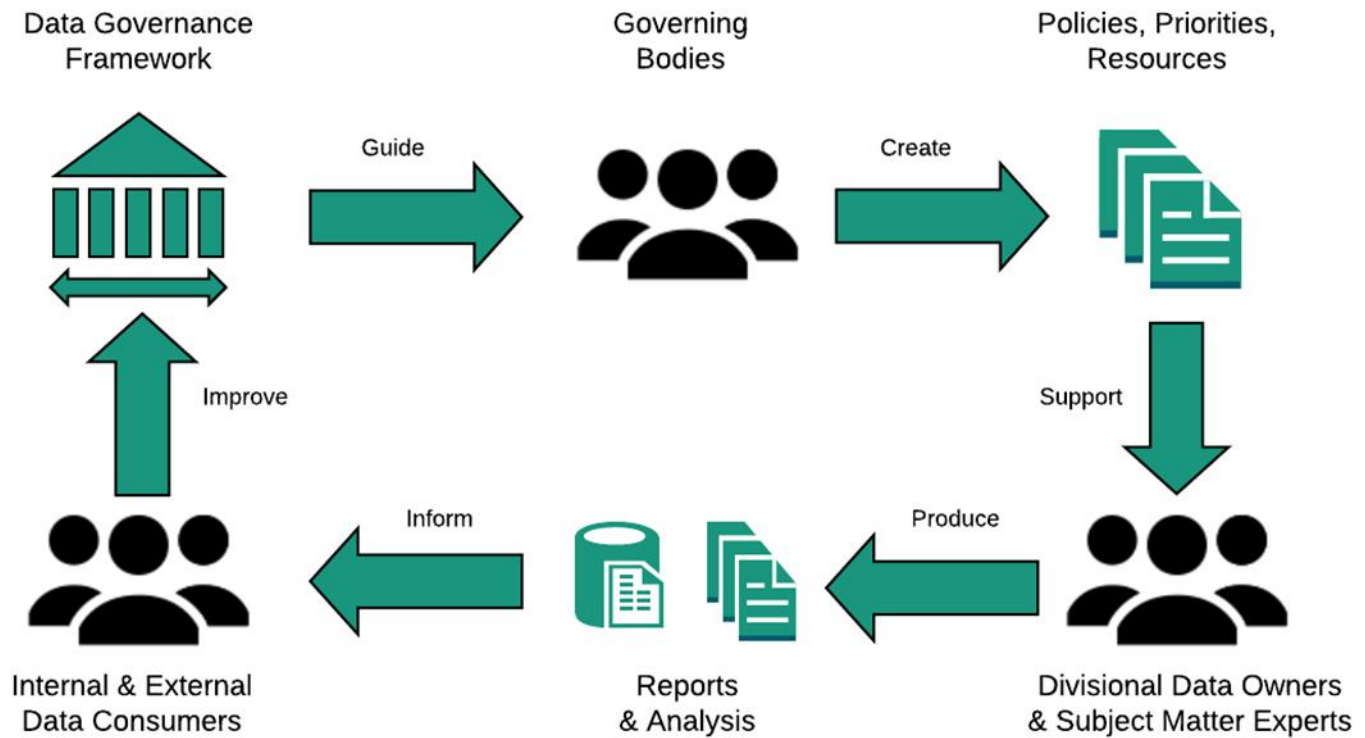 Data Governance
Framework
Governing
Bodies
Policies, Priorities,
Resources
Guide
Create
Improve
Support
Inform
Produce
Internal & External
Data Consumers
Reports
& Analysis
Divisional Data Owners
& Subject Matter Experts